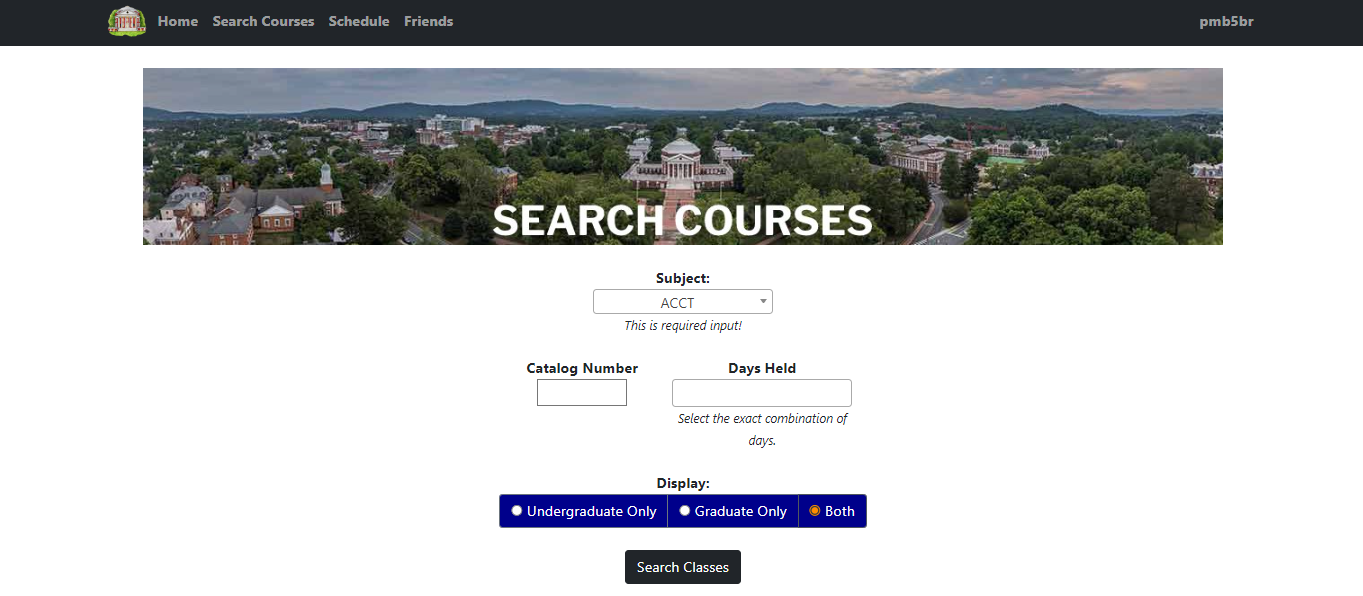 Home Search Courses Schedule Friends pmb5br
SEARCH COURSES
Subject:
ACCT
This is required input!
Catalog Number Days Held
Select the exact combination of
days.
Display:
Undergraduate Only Graduate Only Both
Search Classes